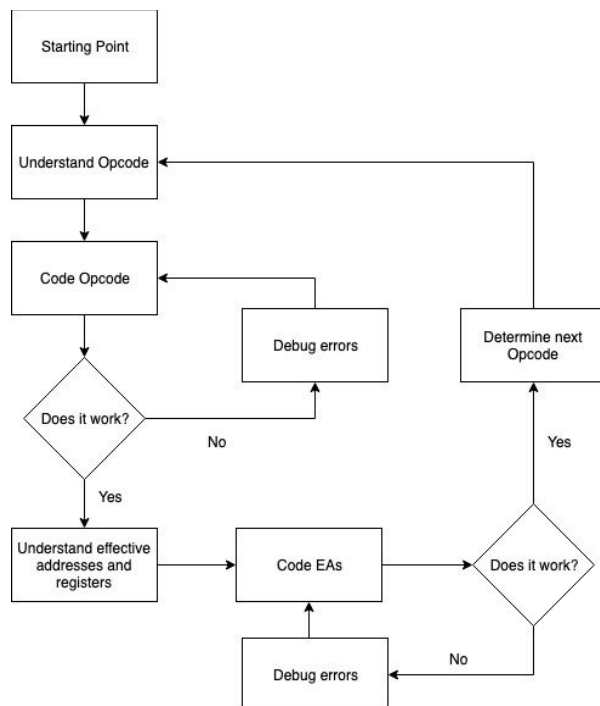 Starting Point
Understand Opcode
Code Opcode
Debug errors
Determine next
Opcode
Does it work?
No
Yes
Yes
Understand effective
addresses and
registers
Code EAs
Does it work?
No
Debug errors